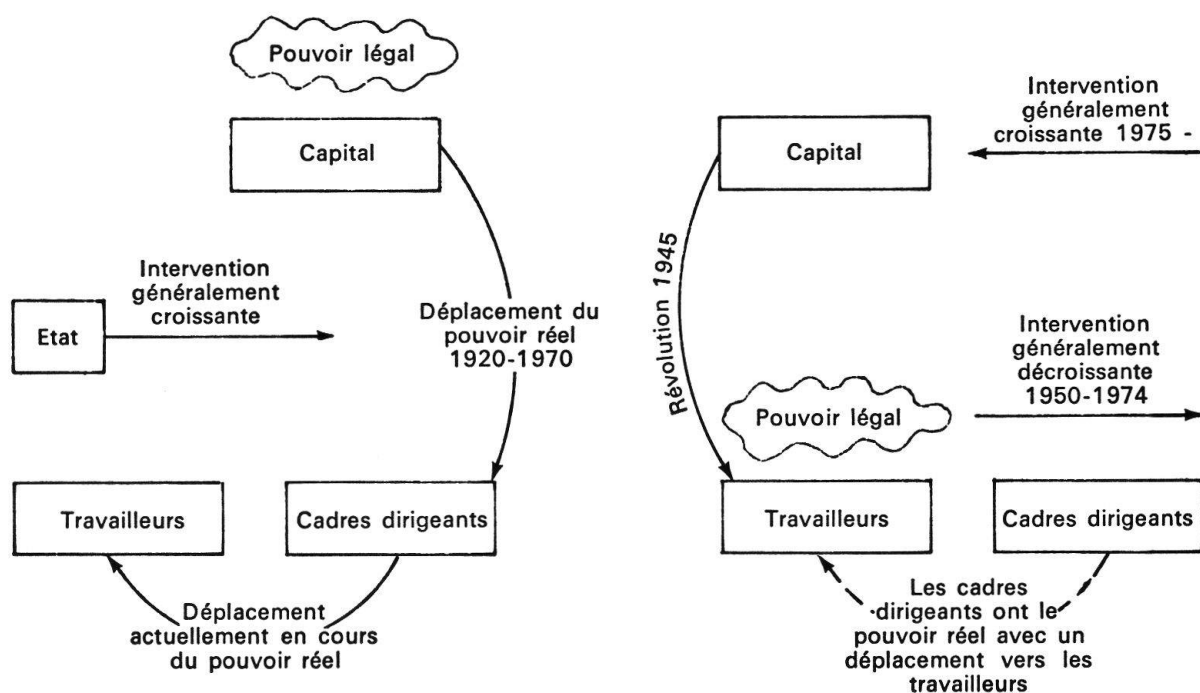 Pouvoir légal
Capital
Intervention
généralement
croissante
Etat
Déplacement du
pouvoir réel
1920-1970
Travailleurs
Cadres dirigeants
Déplacement
actuellement en cours
du pouvoir réel
Intervention
généralement
croissante 1975 -
Capital
Révolution 1945
Intervention
généralement
décroissante
1950-1974
Pouvoir légal
Travailleurs
Cadres dirigeants
Les cadres
dirigeants ont le
pouvoir réel avec un
déplacement vers les
travailleurs